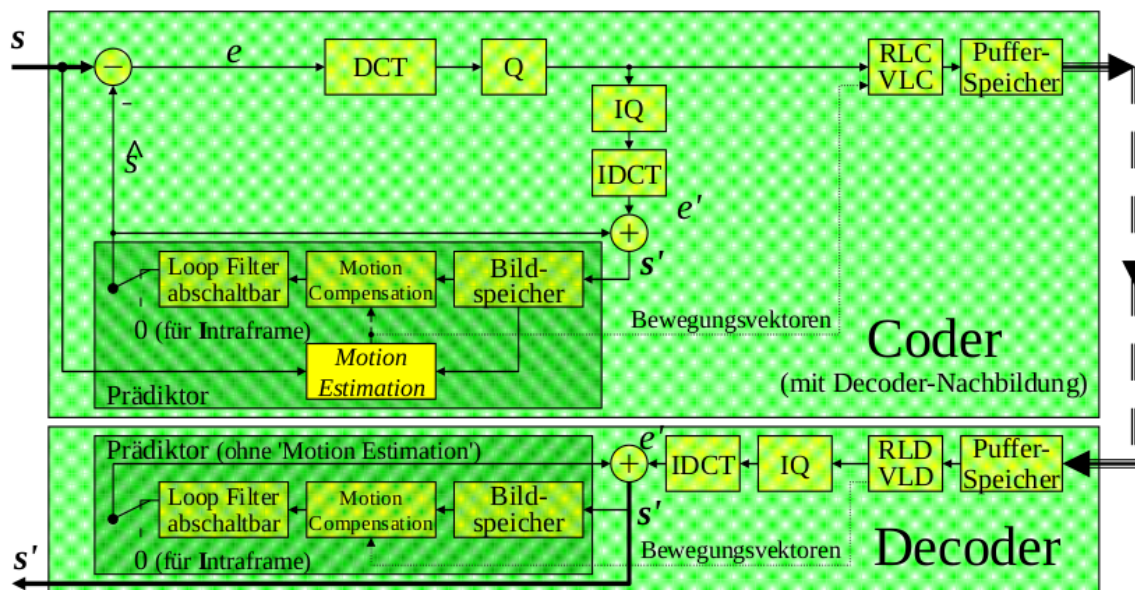 s
−
e
DCT
Q
RLC
VLC
Puffer-
Speicher
–
ŝ
IQ
IDCT
e'
+
s'
Loop Filter
abschaltbar
Motion
Compensation
Bild-
speicher
0 (für Intraframe)
Bewegungsvektoren
Motion
Estimation
Prädiktor
Coder
(mit Decoder-Nachbildung)
Prädiktor (ohne 'Motion Estimation')
+
e'
IDCT
IQ
RLD
VLD
Puffer-
Speicher
Loop Filter
abschaltbar
Motion
Compensation
Bild-
speicher
s'
0 (für Intraframe)
Bewegungsvektoren
Decoder
s'